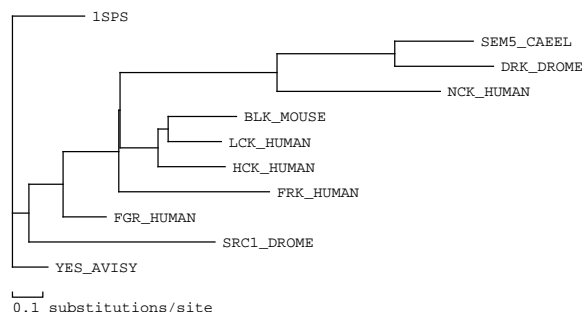 1SPS
SEM5_CAEEL
DRK_DROME
NCK_HUMAN
BLK_MOUSE
LCK_HUMAN
HCK_HUMAN
FRK_HUMAN
FGR_HUMAN
SRC1_DROME
YES_AVISY
0.1 substitutions/site